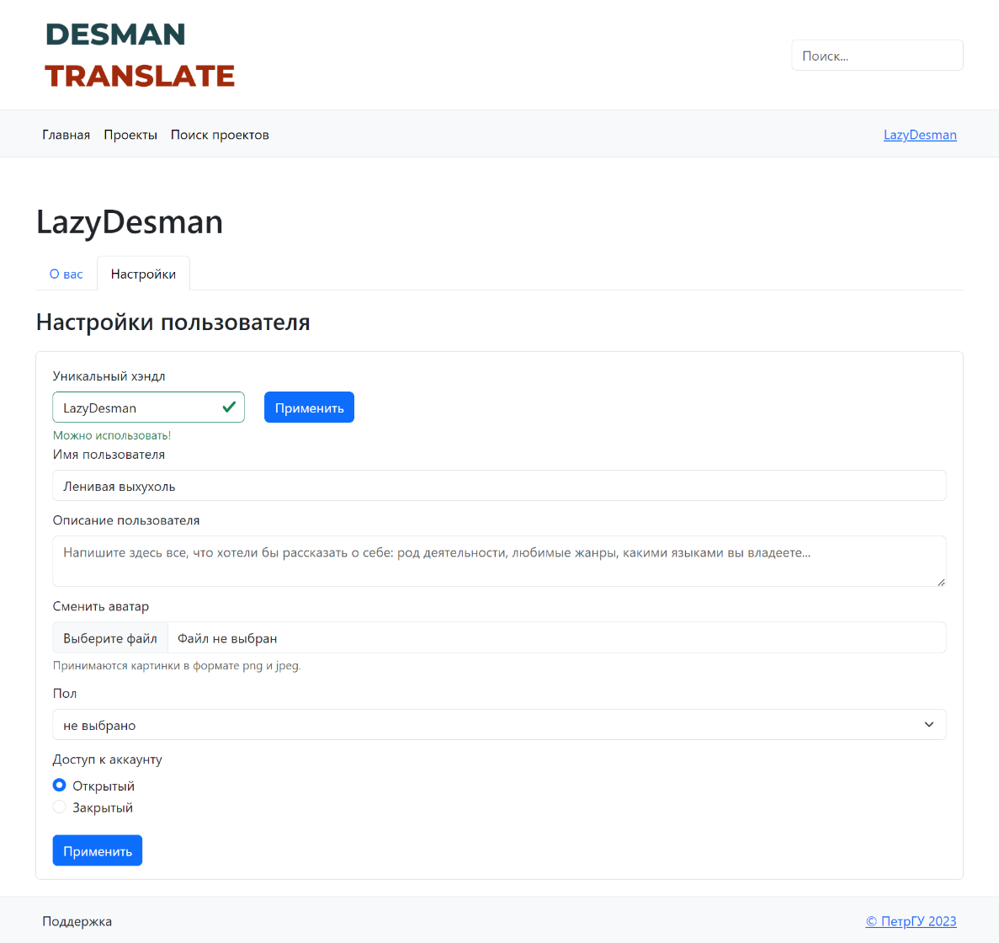 DESMAN
TRANSLATE
Поиск...
Главная Проекты Поиск проектов LazyDesman
LazyDesman
О вас Настройки
Настройки пользователя
Уникальный хэндл
LazyDesman Применить
Можно использовать!
Имя пользователя
Ленивая выхухоль
Описание пользователя
Напишите здесь все, что хотели бы рассказать о себе: род деятельности, любимые жанры, какими языками вы владеете...
Сменить аватар
Выберите файл Файл не выбран
Принимаются картинки в формате png и jpeg.
Пол
не выбрано
Доступ к аккаунту
Открытый
Закрытый
Применить
Поддержка © ПетрГУ 2023